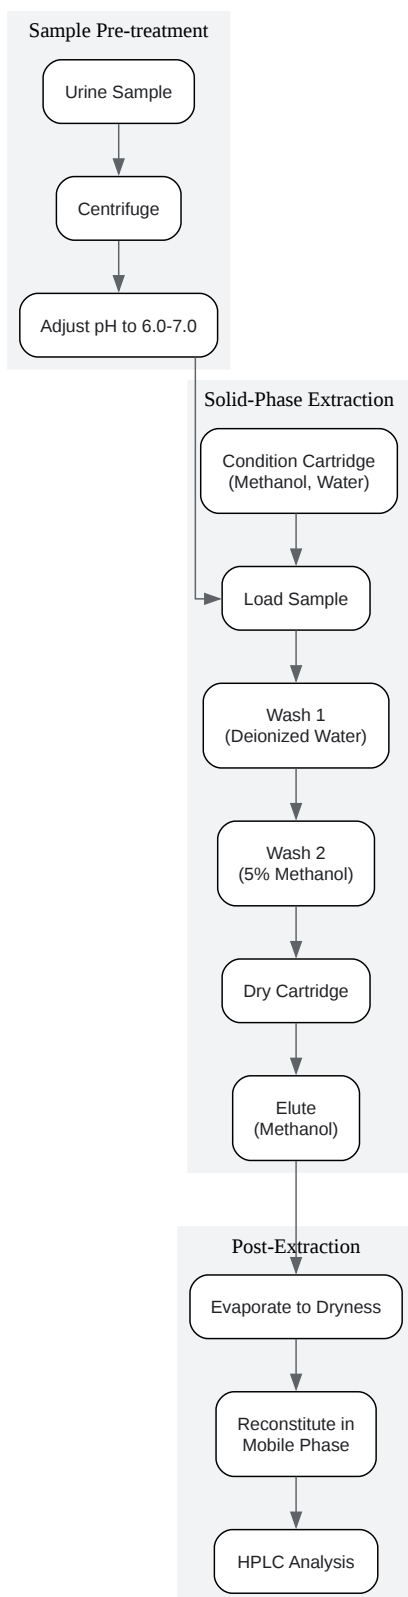 Sample Pre-treatment
Urine Sample
Centrifuge
Adjust pH to 6.0-7.0
Solid-Phase Extraction
Condition Cartridge
(Methanol, Water)
Load Sample
Wash 1
(Deionized Water)
Wash 2
(5% Methanol)
Dry Cartridge
Elute
(Methanol)
Post-Extraction
Evaporate to Dryness
Reconstitute in
Mobile Phase
HPLC Analysis